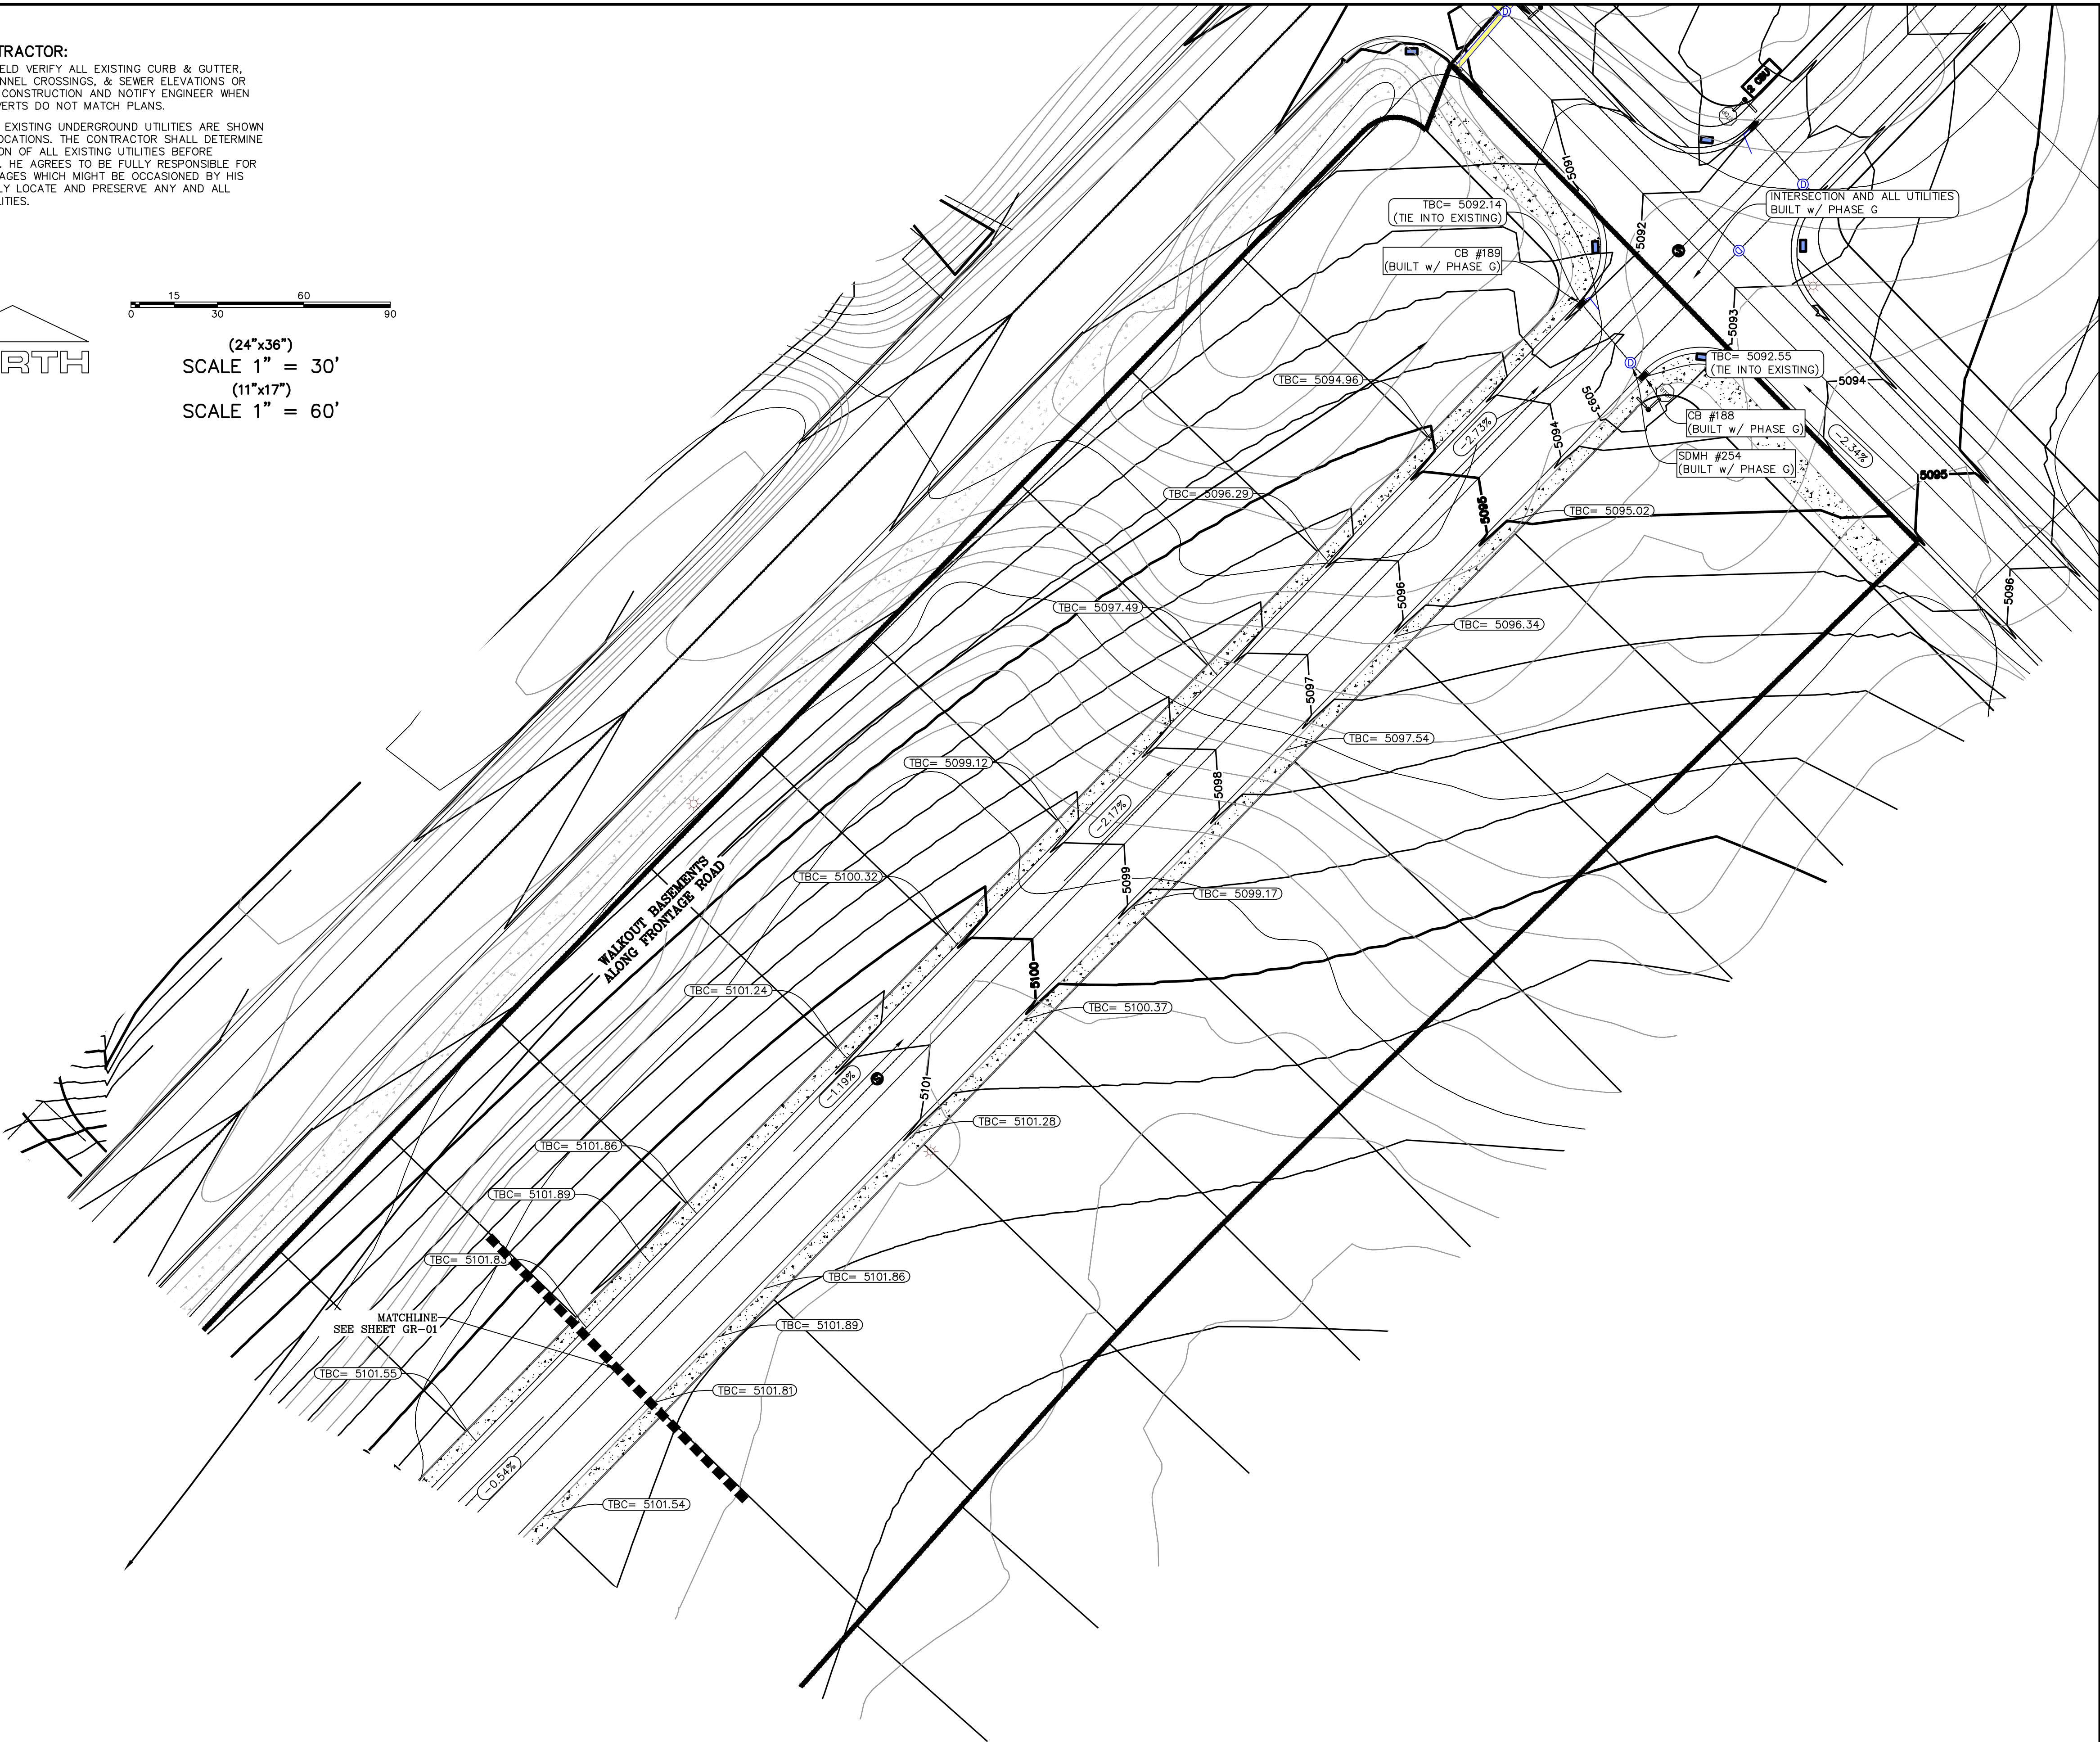 TRACTOR:
ELD VERIFY ALL EXISTING CURB & GUTTER,
NNEL CROSSINGS, & SEWER ELEVATIONS OR
CONSTRUCTION AND NOTIFY ENGINEER WHEN
VERTS DO NOT MATCH PLANS.
EXISTING UNDERGROUND UTILITIES ARE SHOWN
OCATIONS. THE CONTRACTOR SHALL DETERMINE
ON OF ALL EXISTING UTILITIES BEFORE
. HE AGREES TO BE FULLY RESPONSIBLE FOR
AGES WHICH MIGHT BE OCCASIONED BY HIS
LY LOCATE AND PRESERVE ANY AND ALL
LITIES.
15 60
0 30 90
(24"x36")
SCALE 1" = 30'
(11"x17")
SCALE 1" = 60'
RTH
2 CBU
5091
TBC= 5092.14
(TIE INTO EXISTING)
INTERSECTION AND ALL UTILITIES
BUILT w/ PHASE G
5092
CB #189
(BUILT w/ PHASE G)
5093
TBC= 5092.55
(TIE INTO EXISTING)
TBC= 5094.96
5094
5093
CB #188
(BUILT w/ PHASE G)
-2.73%
5094
-2.34%
SDMH #254
(BUILT w/ PHASE G)
5095
TBC= 5096.29
5095
TBC= 5095.02
5096
5096
TBC= 5097.49
TBC= 5096.34
5097
TBC= 5097.54
TBC= 5099.12
5098
-2.17%
TBC= 5100.32
5099
TBC= 5099.17
WALKOUT BASEMENTS
ALONG FRONTAGE ROAD
5100
TBC= 5101.24
TBC= 5100.37
-1.19%
5101
TBC= 5101.28
TBC= 5101.86
TBC= 5101.89
TBC= 5101.83
TBC= 5101.86
MATCHLINE
SEE SHEET GR-01
TBC= 5101.89
TBC= 5101.55
TBC= 5101.81
-0.54%
TBC= 5101.54